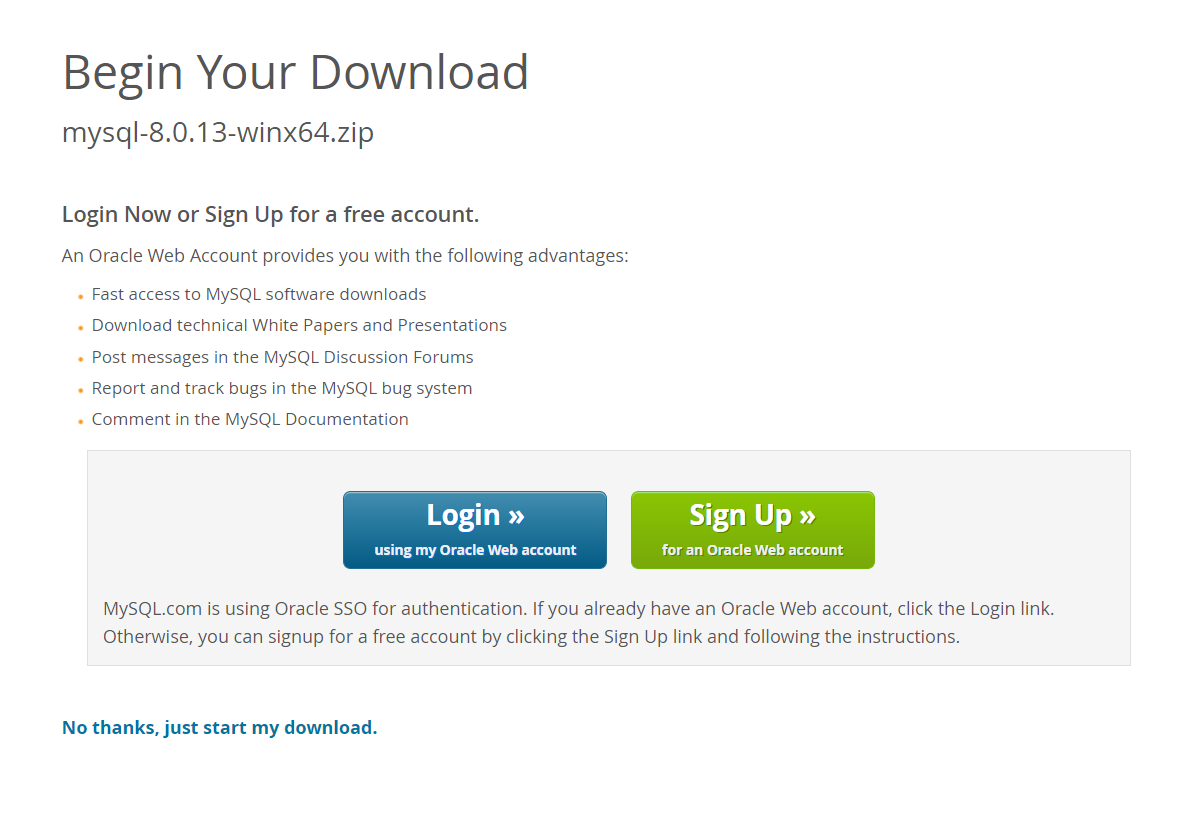 Begin Your Download
mysql-8.0.13-winx64.zip
Login Now or Sign Up for a free account.
An Oracle Web Account provides you with the following advantages:
Fast access to MySQL software downloads
Download technical White Papers and Presentations
Post messages in the MySQL Discussion Forums
Report and track bugs in the MySQL bug system
Comment in the MySQL Documentation
Login »
using my Oracle Web account
Sign Up »
for an Oracle Web account
MySQL.com is using Oracle SSO for authentication. If you already have an Oracle Web account, click the Login link.
Otherwise, you can signup for a free account by clicking the Sign Up link and following the instructions.
No thanks, just start my download.